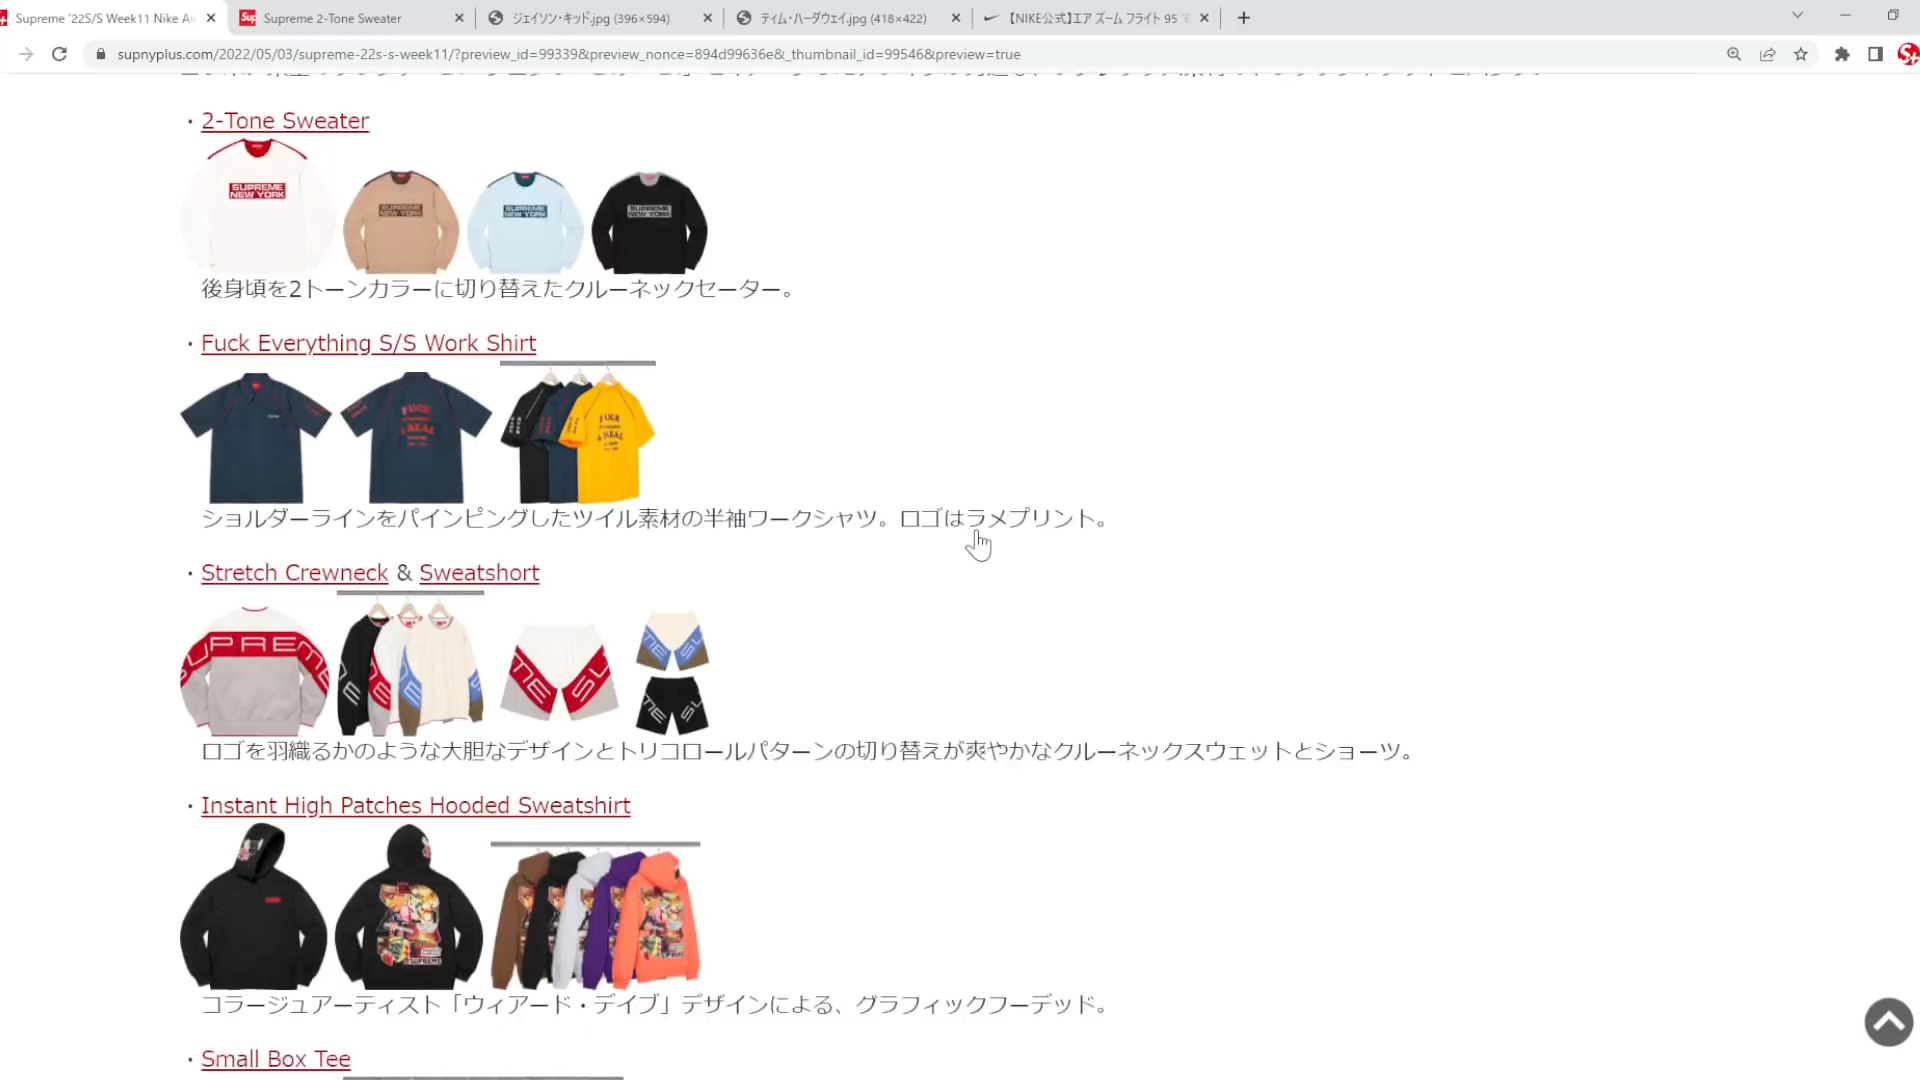 Supreme '22S/S Week11 Nike Air
Supreme 2-Tone Sweater
ジェイソン・キッド.jpg (396×594)
ティム・ハーダウェイ.jpg (418×422)
【NIKE公式】エア ズーム フライト 95
supnyplus.com/2022/05/03/supreme-22s-s-week11/?preview_id=99339&preview_nonce=894d99636e&_thumbnail_id=99546&preview=true
・2-Tone Sweater
SUPREME NEW YORK
SUPREME NEW YORK
SUPREME NEW YORK
SUPREME NEW YORK
後身頃を2トーンカラーに切り替えたクルーネックセーター。
・Fuck Everything S/S Work Shirt
ショルダーラインをパインピングしたツイル素材の半袖ワークシャツ。ロゴはラメプリント。
・Stretch Crewneck & Sweatshort
ロゴを羽織るかのような大胆なデザインとトリコロールパターンの切り替えが爽やかなクルーネックスウェットとショーツ。
・Instant High Patches Hooded Sweatshirt
コラージュアーティスト「ウィアード・デイブ」デザインによる、グラフィックフーデッド。
・Small Box Tee